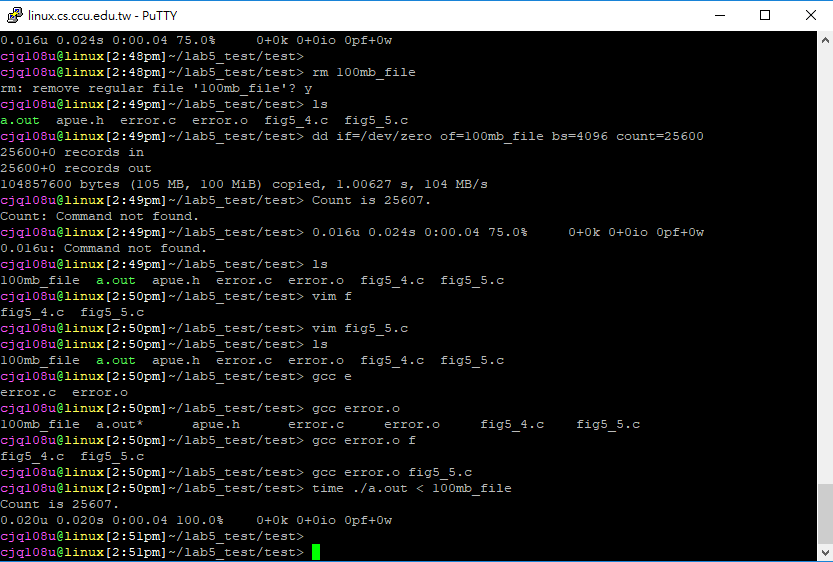 linux.cs.ccu.edu.tw - PuTTY
0.016u 0.024s 0:00.04 75.0%     0+0k 0+0io 0pf+0w
cjq108u@linux[2:48pm]~/lab5_test/test>
cjq108u@linux[2:48pm]~/lab5_test/test> rm 100mb_file
rm: remove regular file '100mb_file'? y
cjq108u@linux[2:49pm]~/lab5_test/test> ls
a.out  apue.h  error.c  error.o  fig5_4.c  fig5_5.c
cjq108u@linux[2:49pm]~/lab5_test/test> dd if=/dev/zero of=100mb_file bs=4096 count=25600
25600+0 records in
25600+0 records out
104857600 bytes (105 MB, 100 MiB) copied, 1.00627 s, 104 MB/s
cjq108u@linux[2:49pm]~/lab5_test/test> Count is 25607.
Count: Command not found.
cjq108u@linux[2:49pm]~/lab5_test/test> 0.016u 0.024s 0:00.04 75.0%     0+0k 0+0io 0pf+0w
0.016u: Command not found.
cjq108u@linux[2:49pm]~/lab5_test/test> ls
100mb_file  a.out  apue.h  error.c  error.o  fig5_4.c  fig5_5.c
cjq108u@linux[2:50pm]~/lab5_test/test> vim f
fig5_4.c  fig5_5.c
cjq108u@linux[2:50pm]~/lab5_test/test> vim fig5_5.c
cjq108u@linux[2:50pm]~/lab5_test/test> ls
100mb_file  a.out  apue.h  error.c  error.o  fig5_4.c  fig5_5.c
cjq108u@linux[2:50pm]~/lab5_test/test> gcc e
error.c  error.o
cjq108u@linux[2:50pm]~/lab5_test/test> gcc error.o
100mb_file  a.out*      apue.h      error.c     error.o     fig5_4.c    fig5_5.c
cjq108u@linux[2:50pm]~/lab5_test/test> gcc error.o f
fig5_4.c  fig5_5.c
cjq108u@linux[2:50pm]~/lab5_test/test> gcc error.o fig5_5.c
cjq108u@linux[2:50pm]~/lab5_test/test> time ./a.out < 100mb_file
Count is 25607.
0.020u 0.020s 0:00.04 100.0%    0+0k 0+0io 0pf+0w
cjq108u@linux[2:51pm]~/lab5_test/test>
cjq108u@linux[2:51pm]~/lab5_test/test>